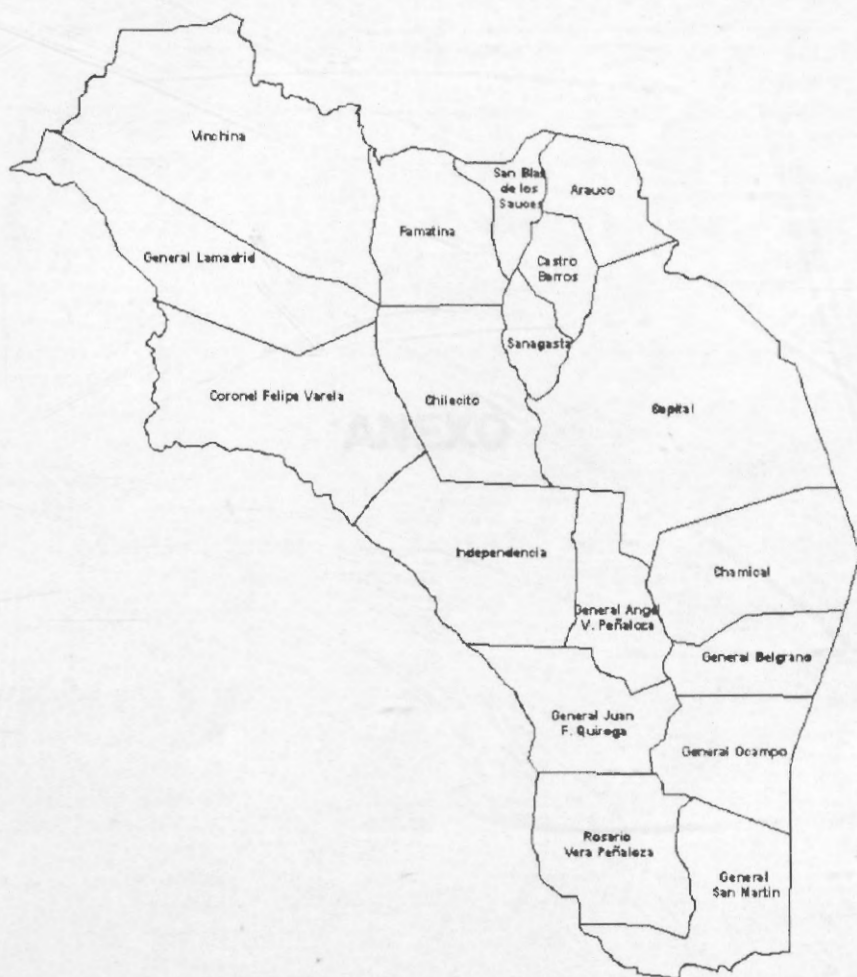 Vinchina
San Blas
de los
Sauces
Arauco
Famatina
General Lamadrid
Castro
Barros
Sanagasta
Coronel Felipe Varela
Chilecito
Capital
Independencia
Chamical
General Angel
V. Peñaloza
General Belgrano
General Juan
F. Quiroga
General Ocampo
Rosario
Vera Peñaloza
General
San Martin
ANEXO